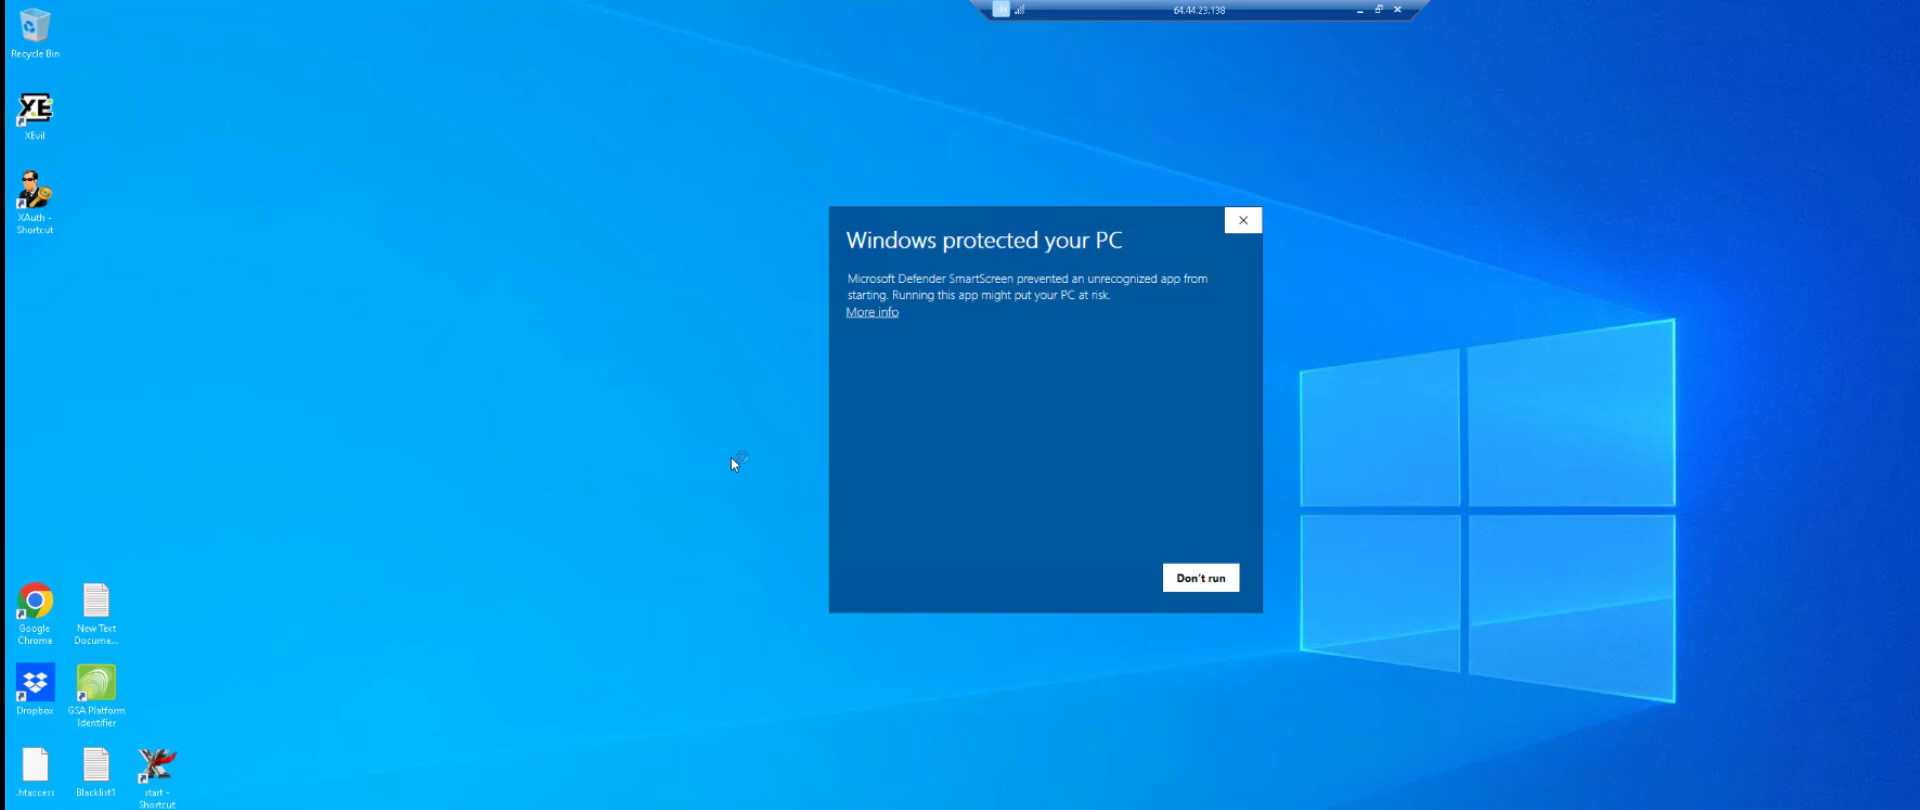 64.44.23.138
Recycle Bin
XE
XEvil
XAuth -
Shortcut
Windows protected your PC
Microsoft Defender SmartScreen prevented an unrecognized app from
starting. Running this app might put your PC at risk.
More info
Don't run
Google
Chrome
New Text
Docume...
Dropbox
GSA Platform
Identifier
.htaccess
Blacklist1
start -
Shortcut